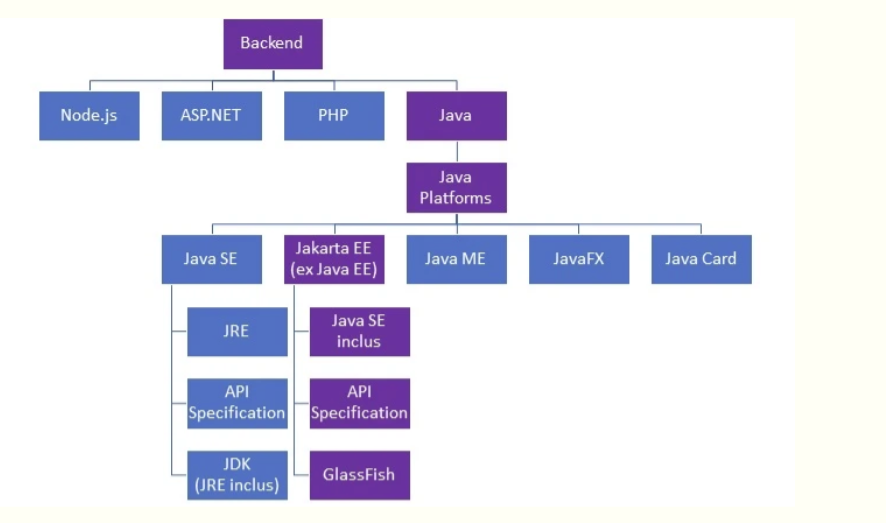 Backend
Node.js
ASP.NET
PHP
Java
Java
Platforms
Java SE
Jakarta EE
(ex Java EE)
Java ME
JavaFX
Java Card
JRE
Java SE
inclus
API
Specification
API
Specification
JDK
(JRE inclus)
GlassFish